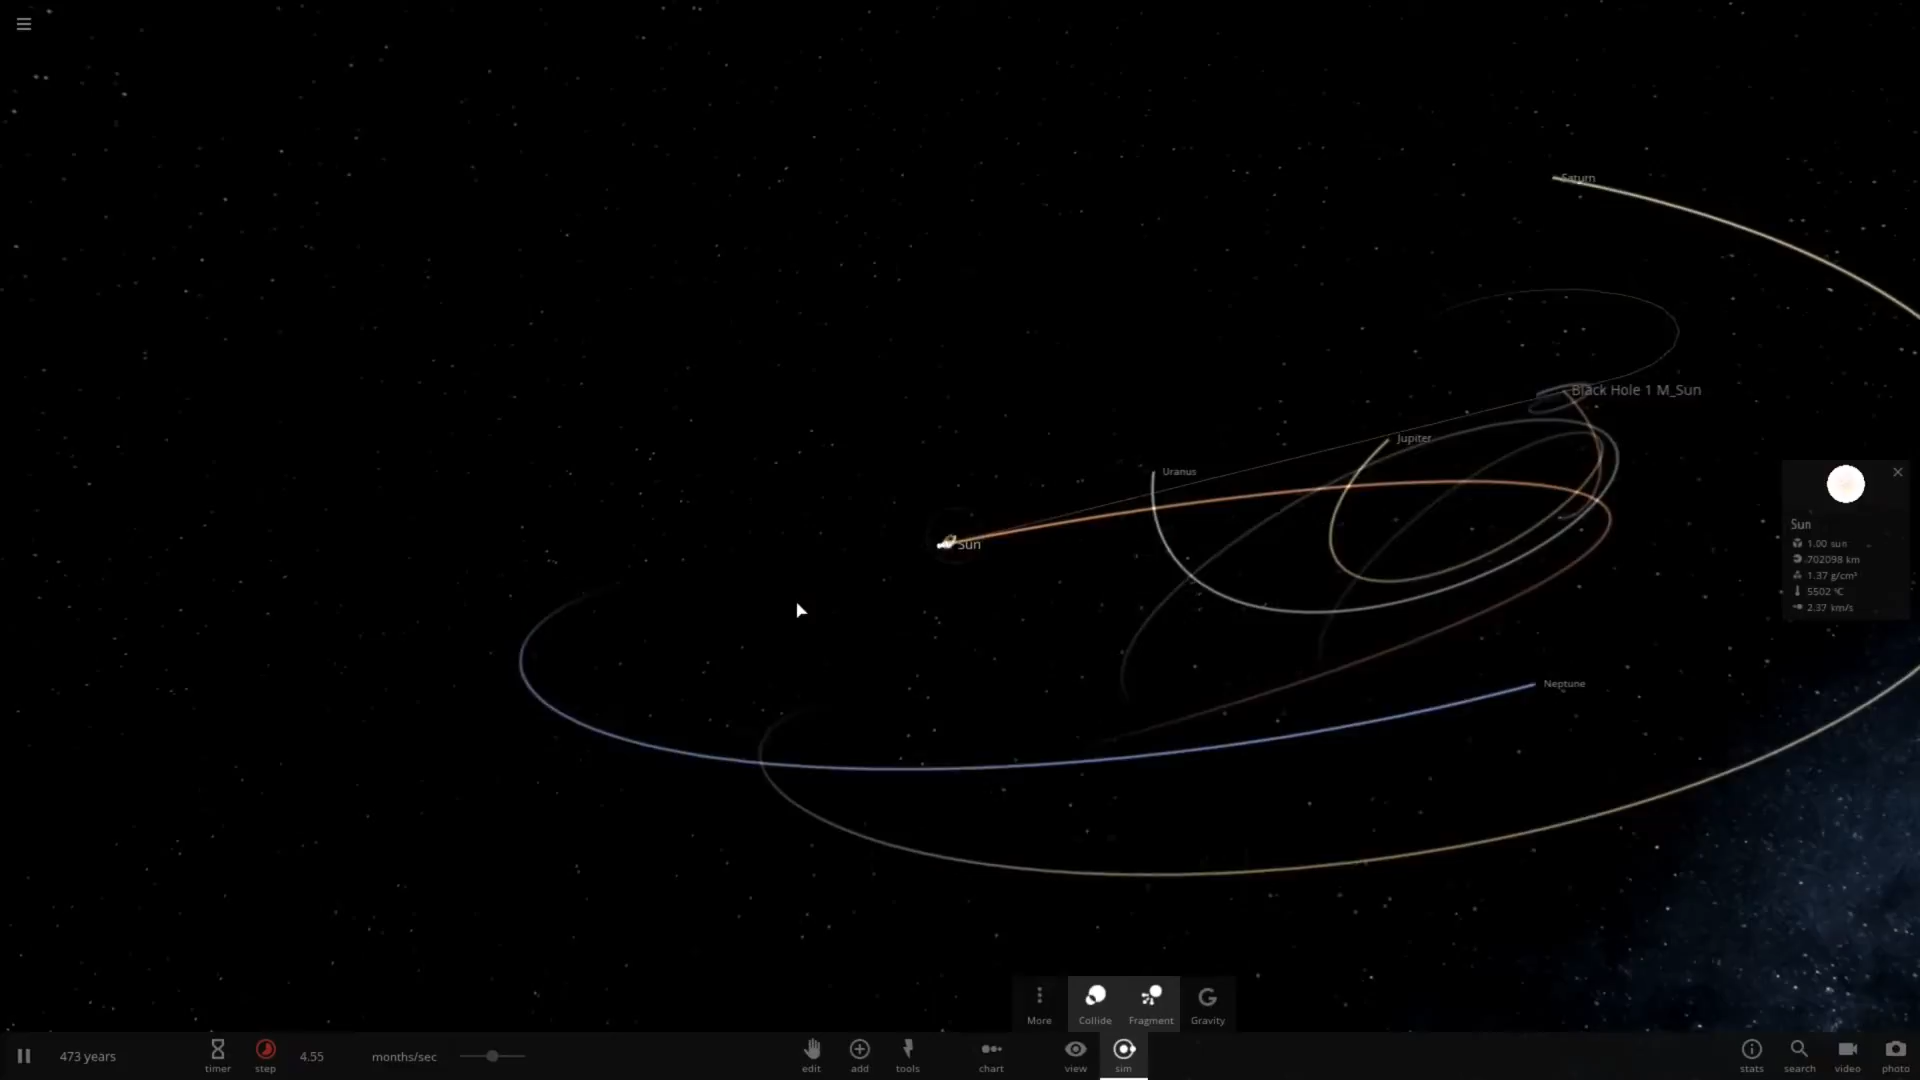 Saturn
Black Hole 1 M_Sun
Jupiter
Uranus
Sun
Neptune
Sun
1.00 sun
702098 km
1.37 g/cm³
5502 °C
2.37 km/s
More
Collide
Fragment
Gravity
473 years
timer
step
4.55
months/sec
edit
add
tools
chart
view
sim
stats
search
video
photo